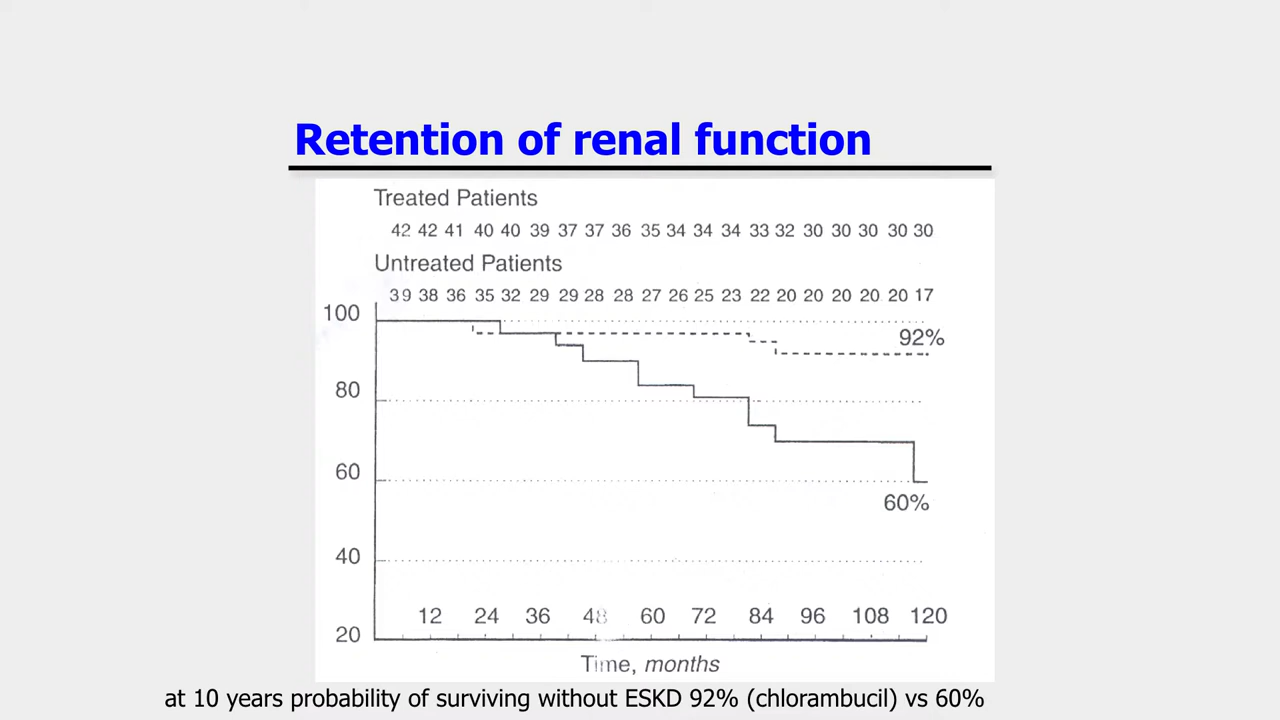 Retention of renal function
Treated Patients
42 42 41 40 40 39 37 37 36 35 34 34 34 33 32 30 30 30 30 30
Untreated Patients
39 38 36 35 32 29 29 28 28 27 26 25 23 22 20 20 20 20 20 17
100
92%
80
60
60%
40
12 24 36 48 60 72 84 96 108 120
20
Time, months
at 10 years probability of surviving without ESKD 92% (chlorambucil) vs 60%